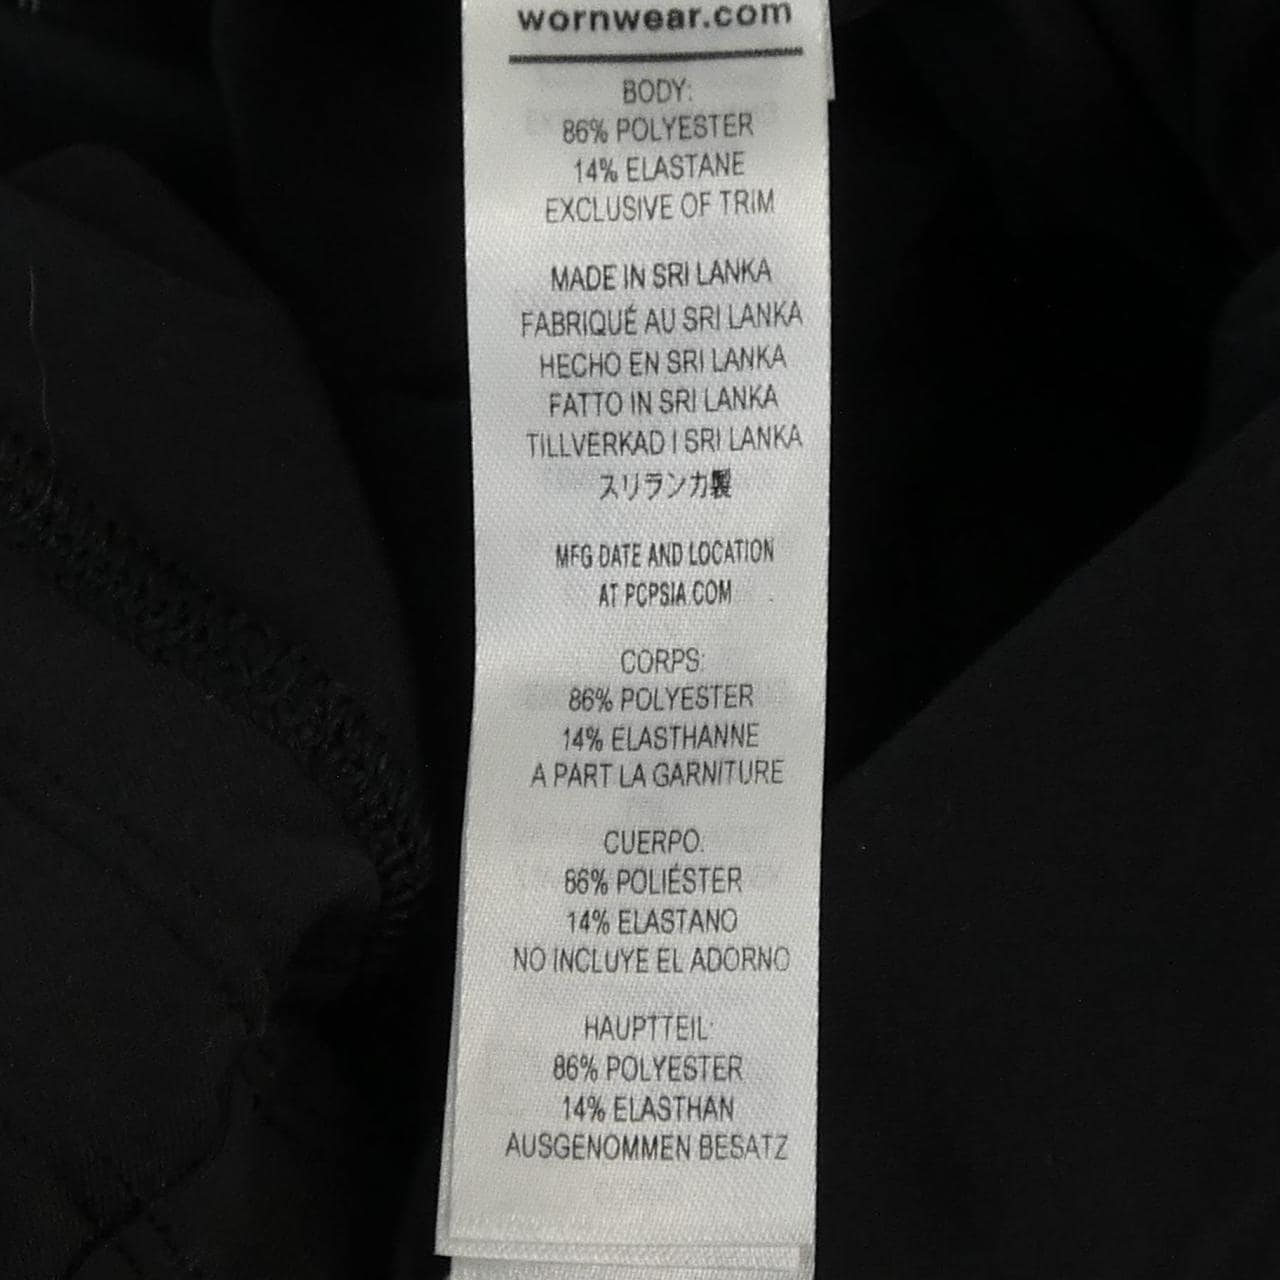 wornwear.com
BODY:
86% POLYESTER
14% ELASTANE
EXCLUSIVE OF TRIM
MADE IN SRI LANKA
FABRIQUÉ AU SRI LANKA
HECHO EN SRI LANKA
FATTO IN SRI LANKA
TILLVERKAD I SRI LANKA
スリランカ製
MFG DATE AND LOCATION
AT PCPSIA.COM
CORPS:
86% POLYESTER
14% ELASTHANNE
A PART LA GARNITURE
CUERPO:
86% POLIÉSTER
14% ELASTANO
NO INCLUYE EL ADORNO
HAUPTTEIL:
86% POLYESTER
14% ELASTHAN
AUSGENOMMEN BESATZ